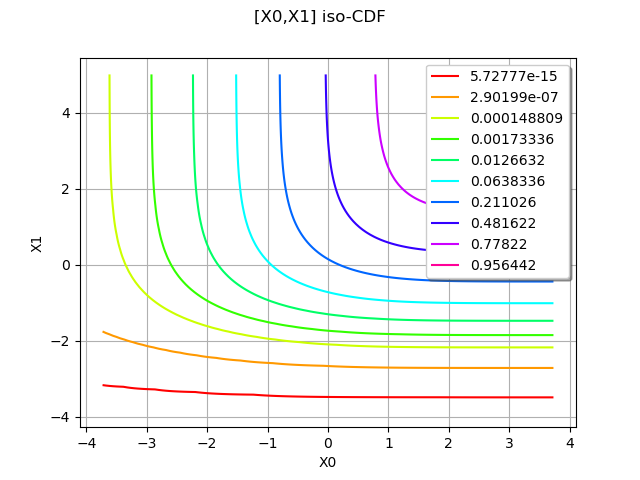 [X0,X1] iso-CDF
5.72777e-15
2.90199e-07
0.000148809
0.00173336
0.0126632
0.0638336
0.211026
0.481622
0.77822
0.956442
4
2
0
−2
−4
X1
−4 −3 −2 −1 0 1 2 3 4
X0